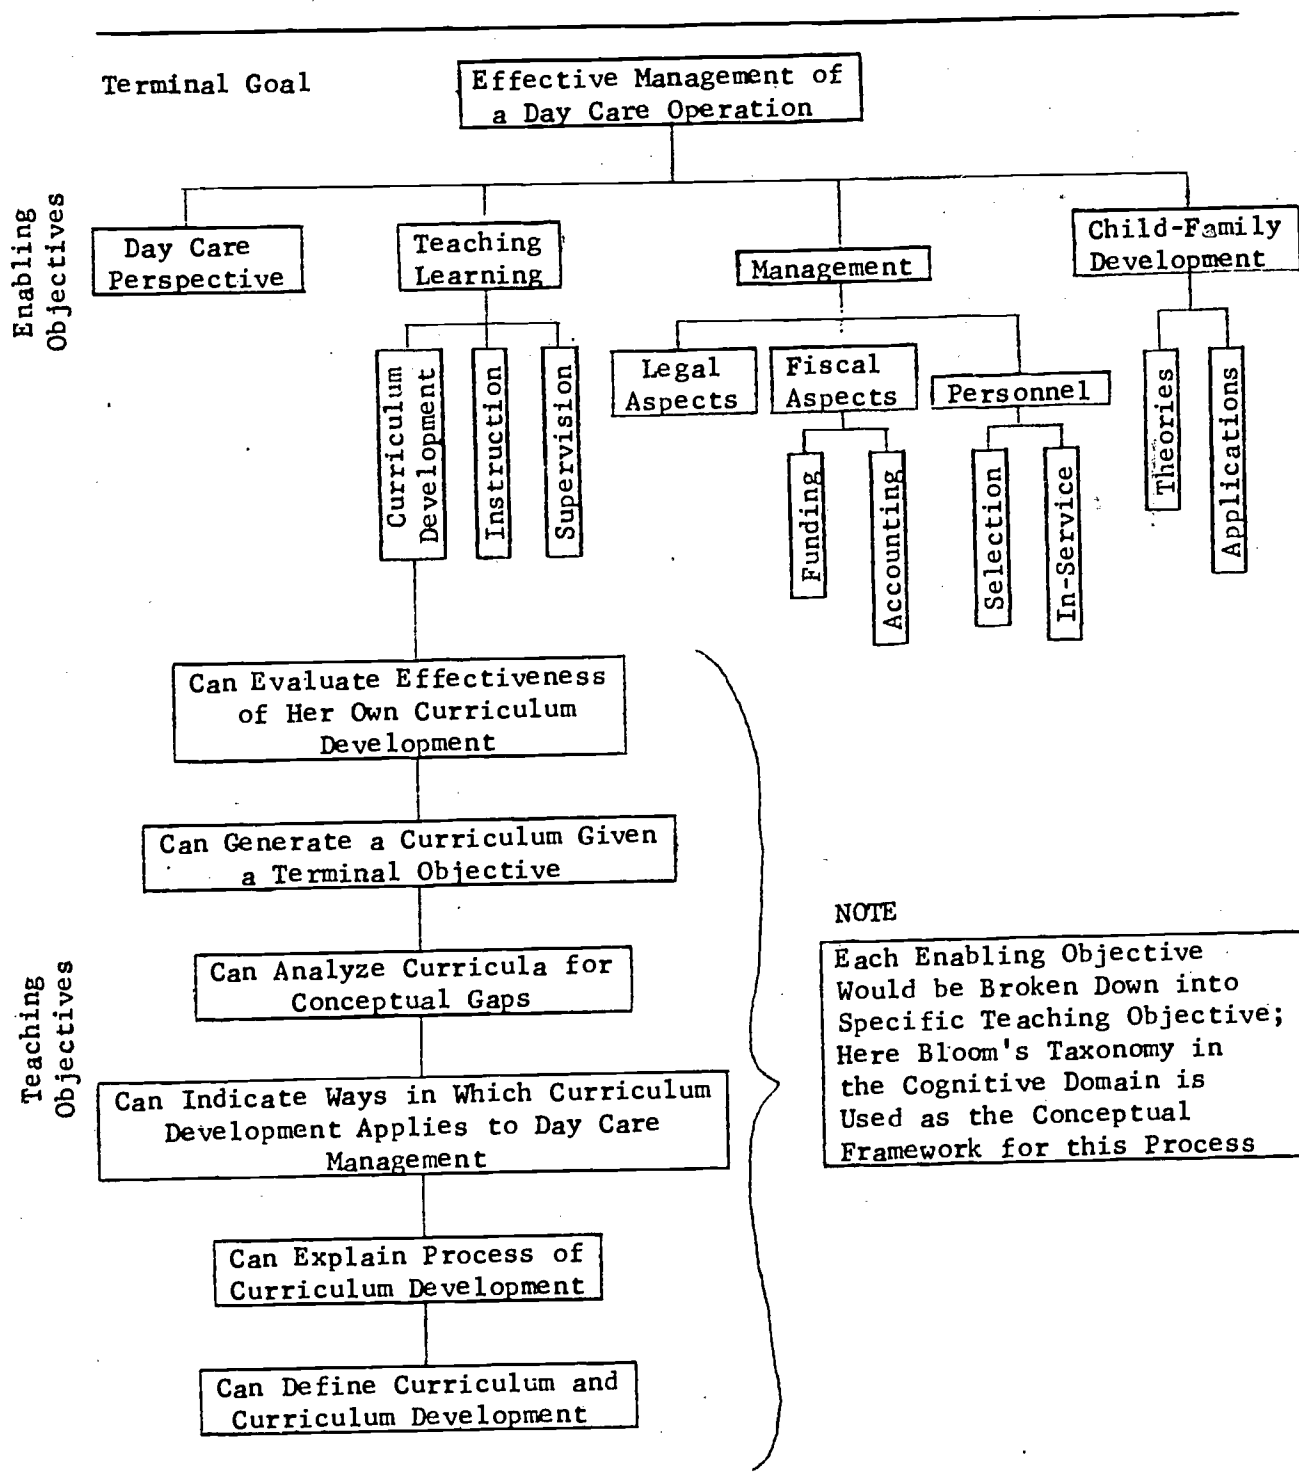 Terminal Goal
Effective Management of
a Day Care Operation
Enabling
Objectives
Day Care
Perspective
Teaching
Learning
Management
Child-Family
Development
Curriculum
Development
Instruction
Supervision
Legal
Aspects
Fiscal
Aspects
Personnel
Funding
Accounting
Selection
In-Service
Theories
Applications
Can Evaluate Effectiveness
of Her Own Curriculum
Development
Can Generate a Curriculum Given
a Terminal Objective
Teaching
Objectives
Can Analyze Curricula for
Conceptual Gaps
Can Indicate Ways in Which Curriculum
Development Applies to Day Care
Management
Can Explain Process of
Curriculum Development
Can Define Curriculum and
Curriculum Development
NOTE
Each Enabling Objective
Would be Broken Down into
Specific Teaching Objective;
Here Bloom's Taxonomy in
the Cognitive Domain is
Used as the Conceptual
Framework for this Process